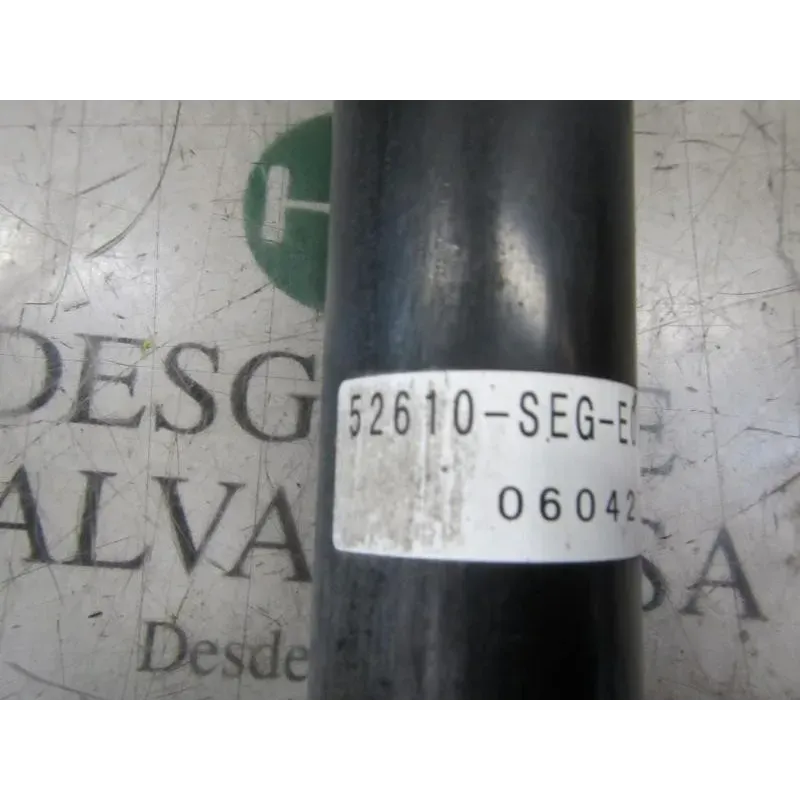 52610-SEG-E
06042
DESG E
ALVA SA
Desde